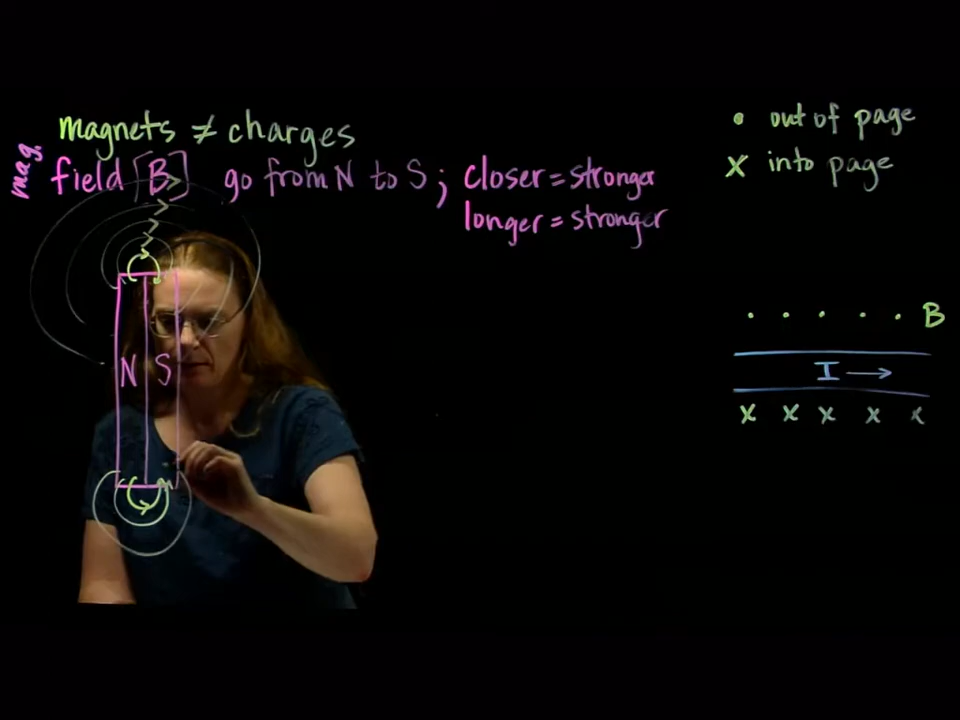 magnets ≠ charges
mag. field [B] go from N to S; closer = stronger
longer = stronger
N S
• out of page
x into page
B
I →
x x x x x